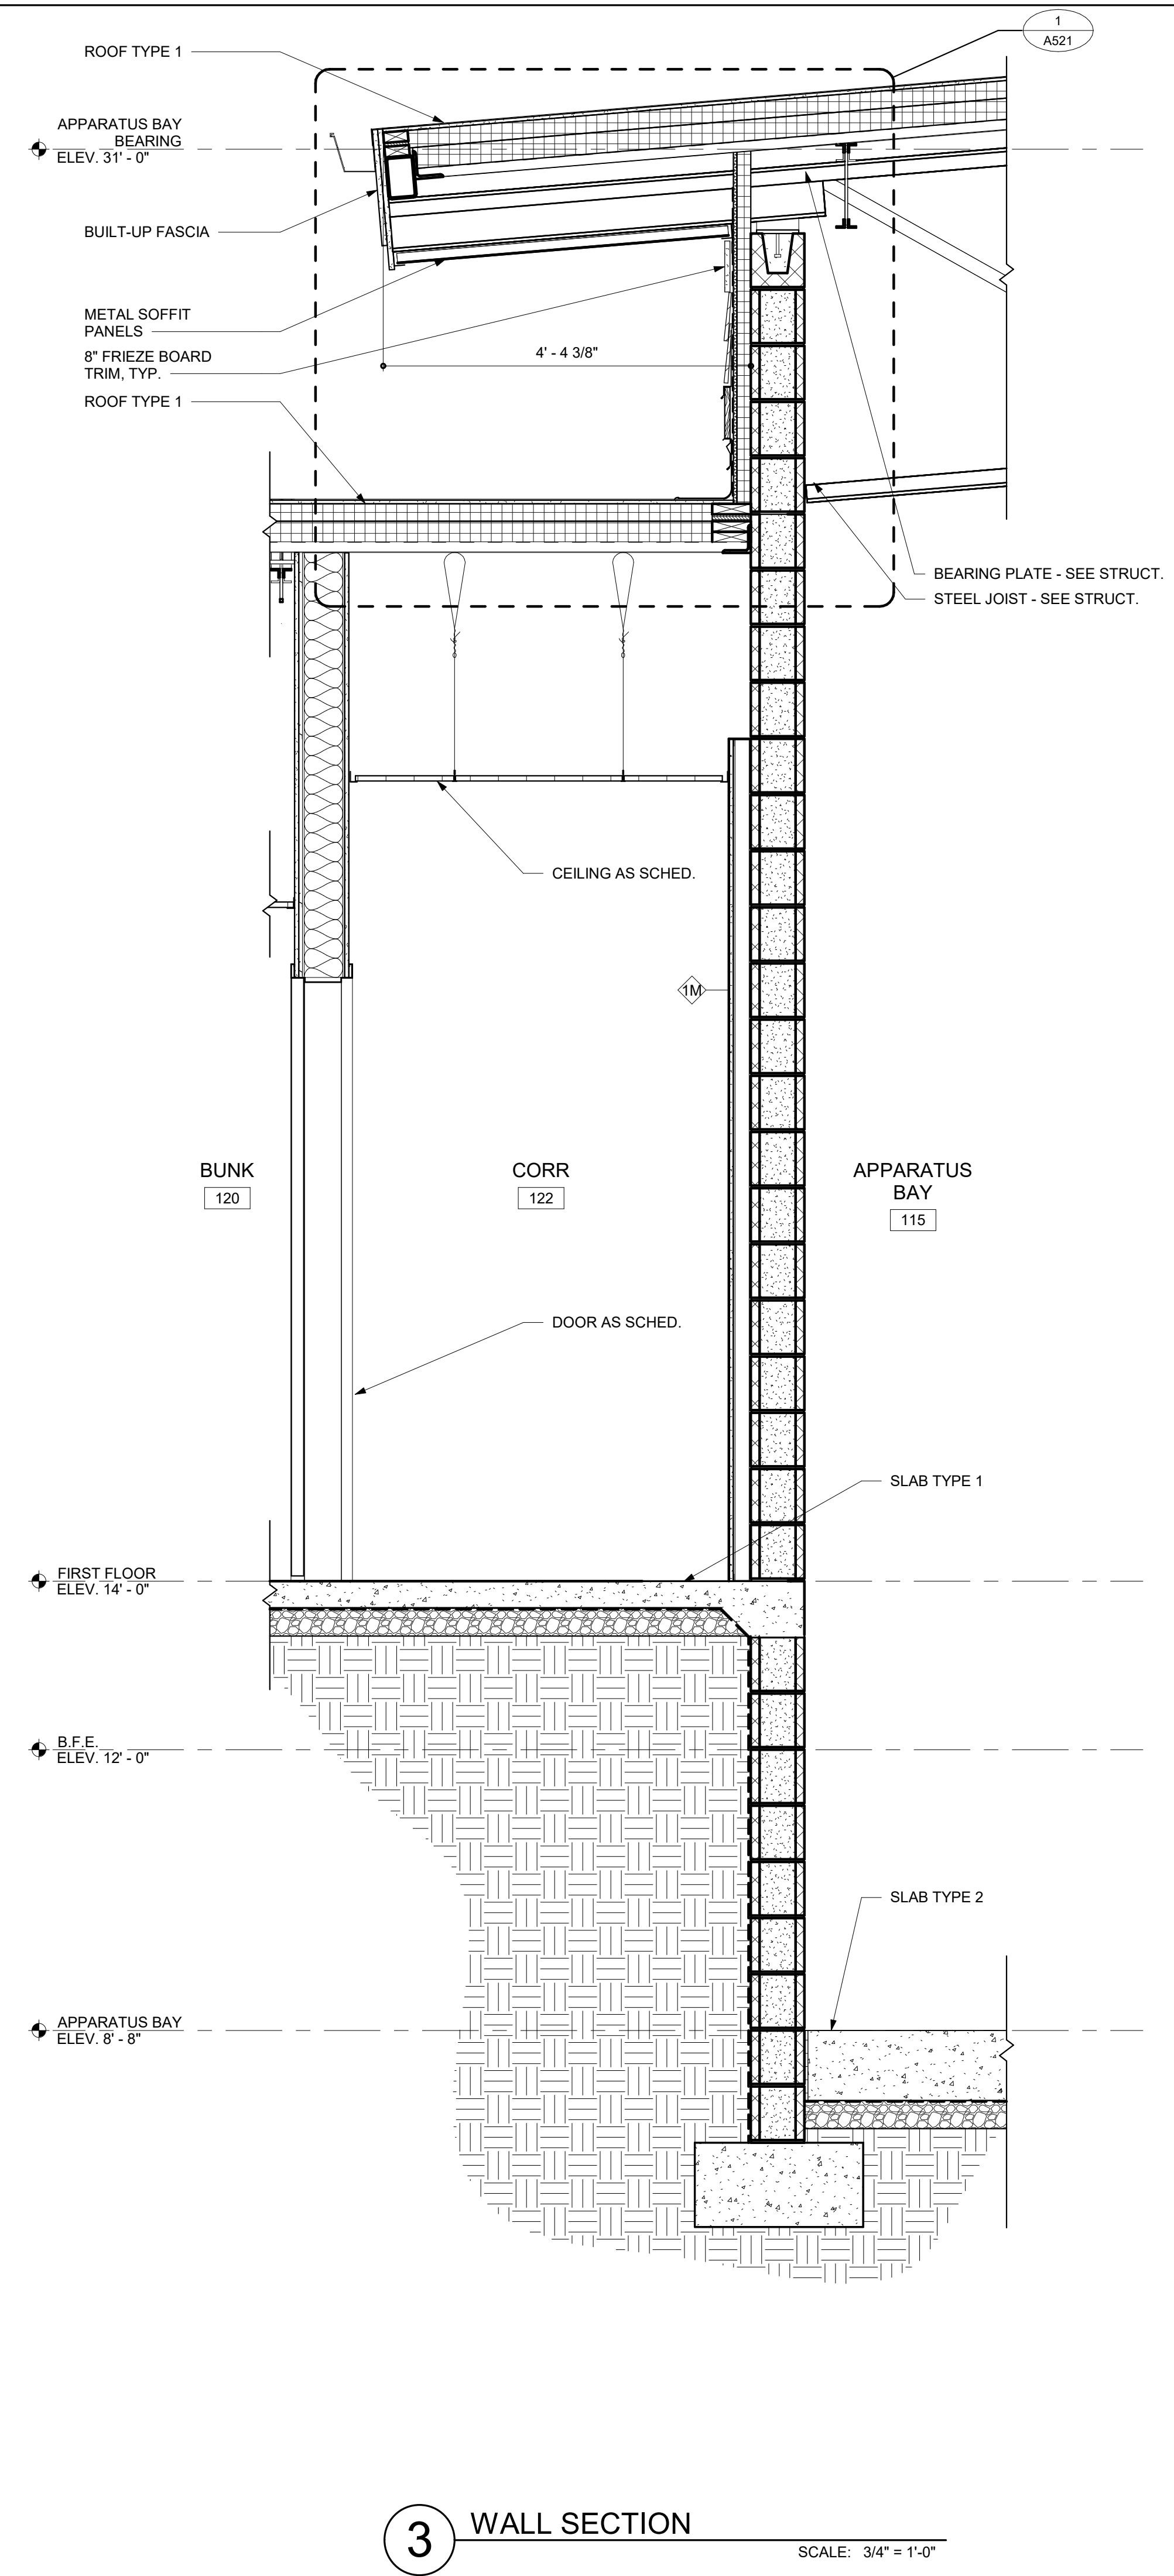 1
A521
ROOF TYPE 1
APPARATUS BAY
BEARING
ELEV. 31' - 0"
BUILT-UP FASCIA
METAL SOFFIT
PANELS
4' - 4 3/8"
8" FRIEZE BOARD
TRIM, TYP.
ROOF TYPE 1
BEARING PLATE - SEE STRUCT.
STEEL JOIST - SEE STRUCT.
CEILING AS SCHED.
1M
BUNK
120
CORR
122
APPARATUS
BAY
115
DOOR AS SCHED.
SLAB TYPE 1
FIRST FLOOR
ELEV. 14' - 0"
B.F.E.
ELEV. 12' - 0"
SLAB TYPE 2
APPARATUS BAY
ELEV. 8' - 8"
3
WALL SECTION
SCALE: 3/4" = 1'-0"